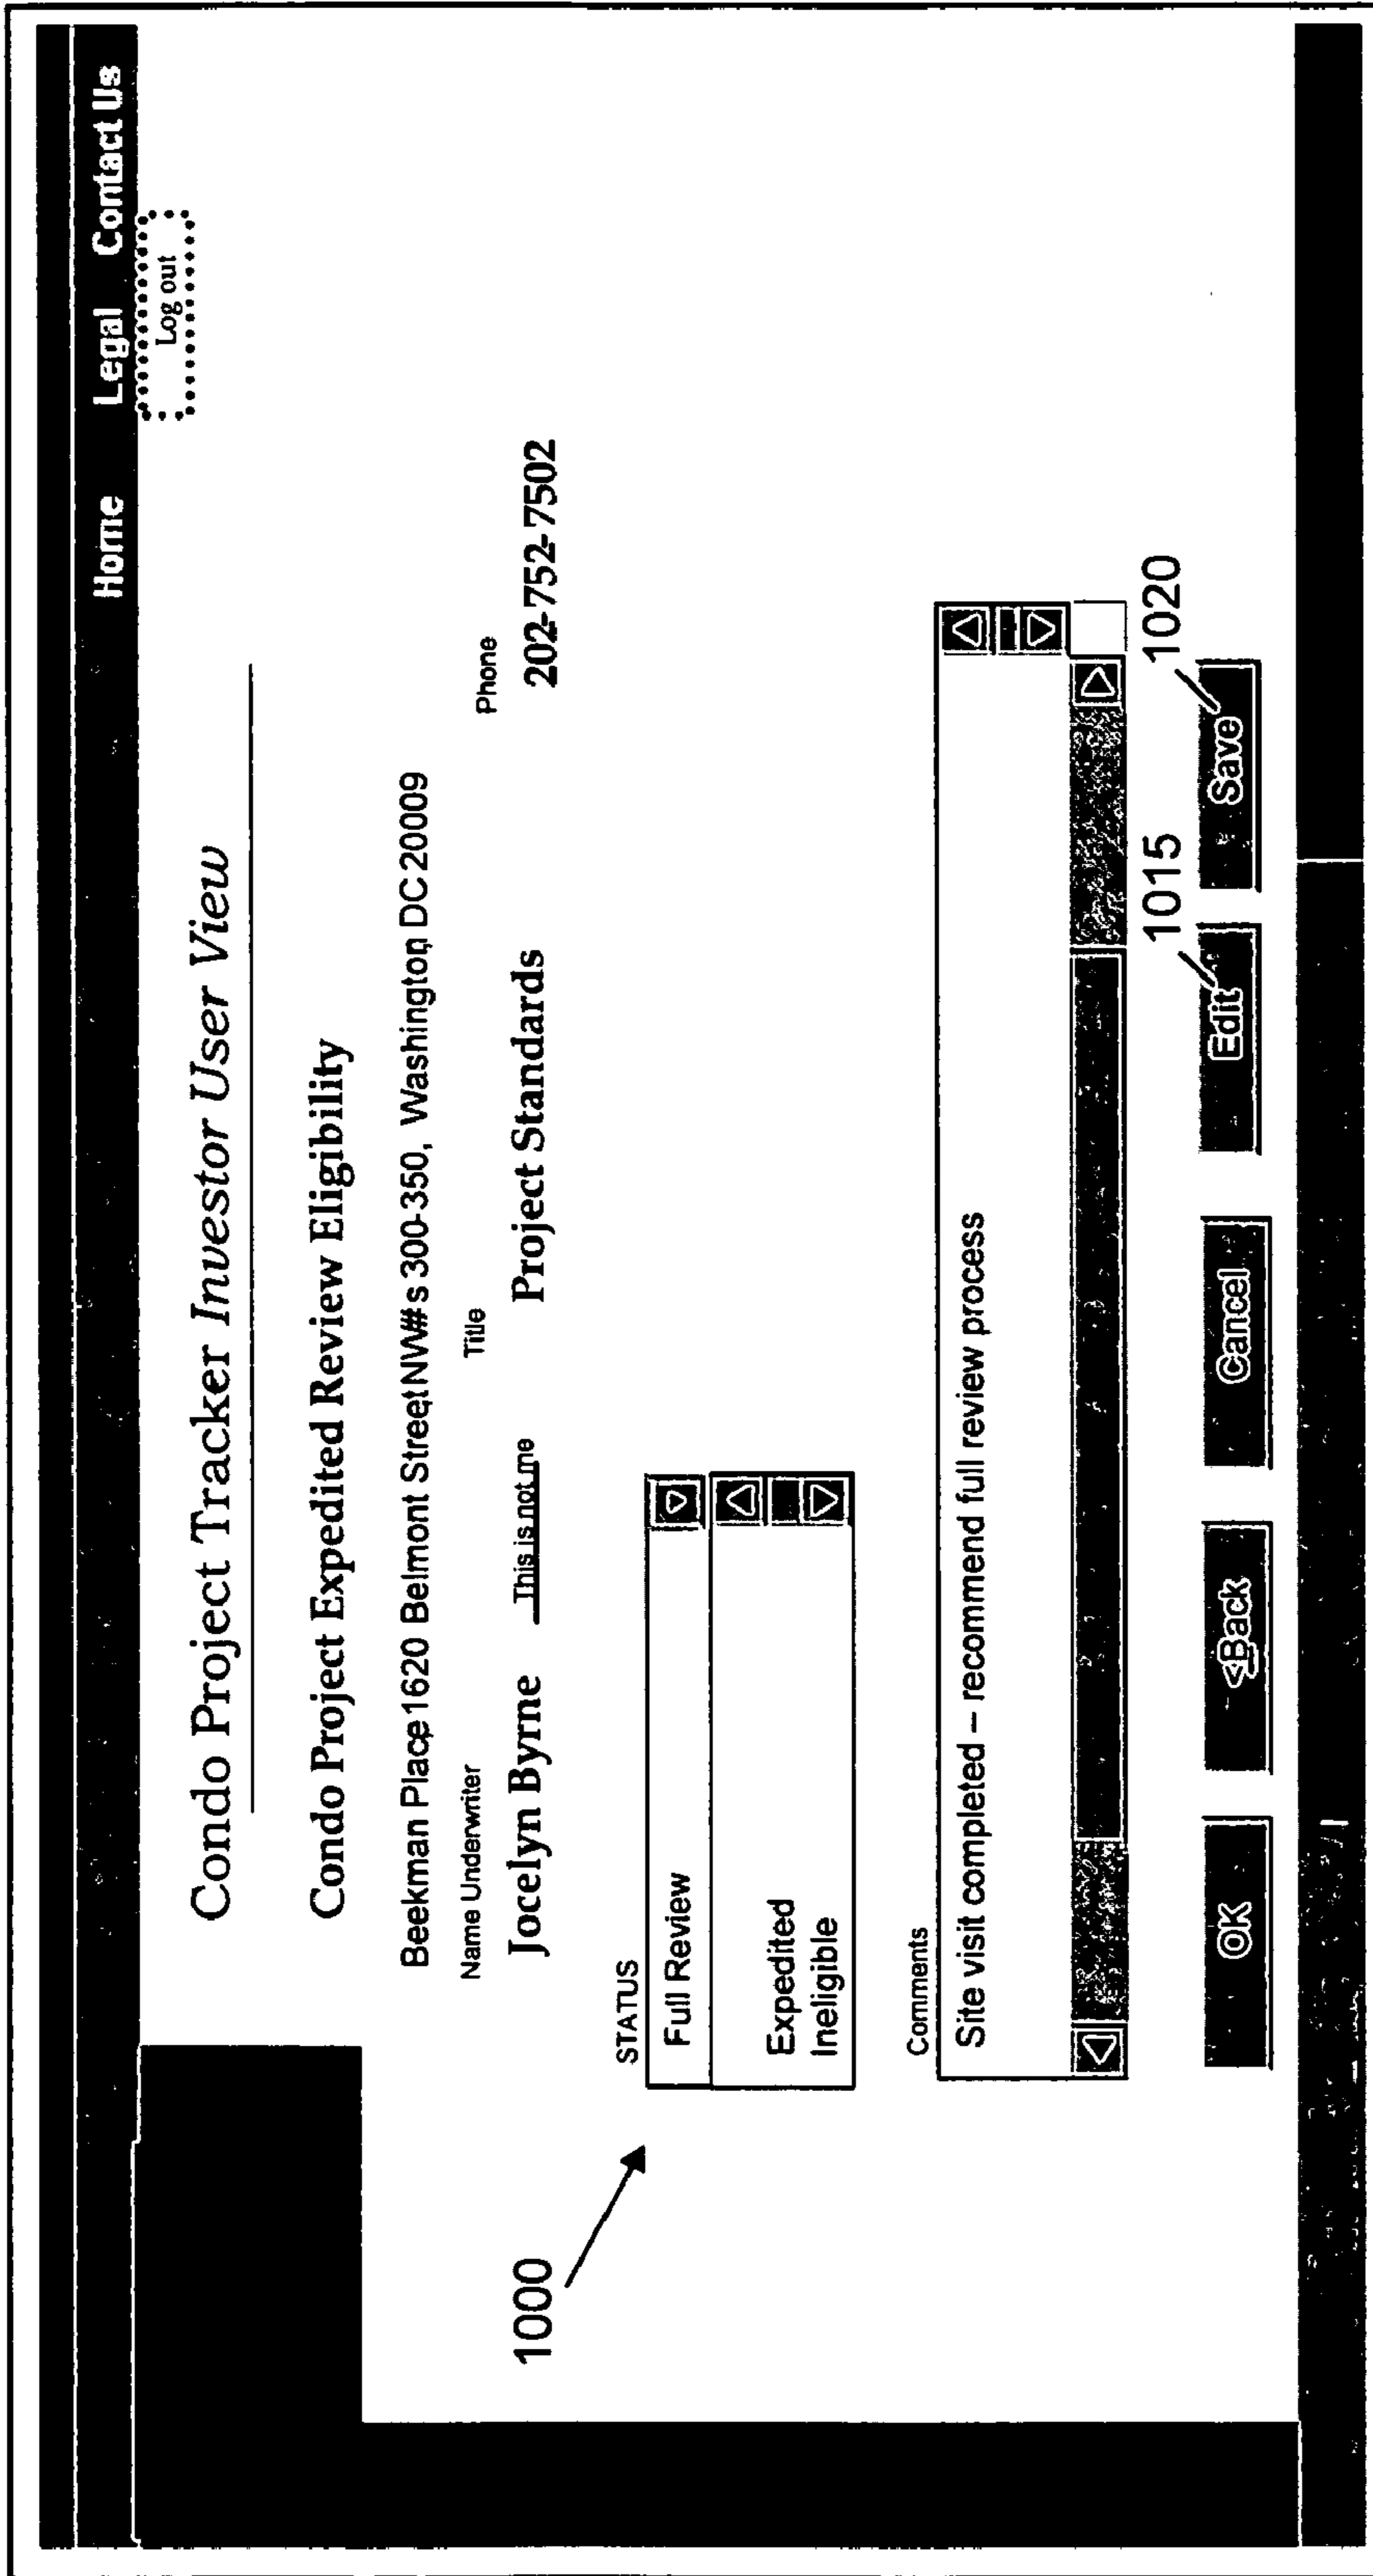 Home Legal Contact Us
Log out
Condo Project Tracker Investor User View
Condo Project Expedited Review Eligibility
Beekman Place 1620 Belmont Street NW #s 300-350, Washington DC 20009
Name Underwriter Title Phone
Jocelyn Byrne This is not me Project Standards 202-752-7502
1000
STATUS
Full Review
Expedited
Ineligible
Comments
Site visit completed – recommend full review process
1015 1020
OK <Back Cancel Edit Save